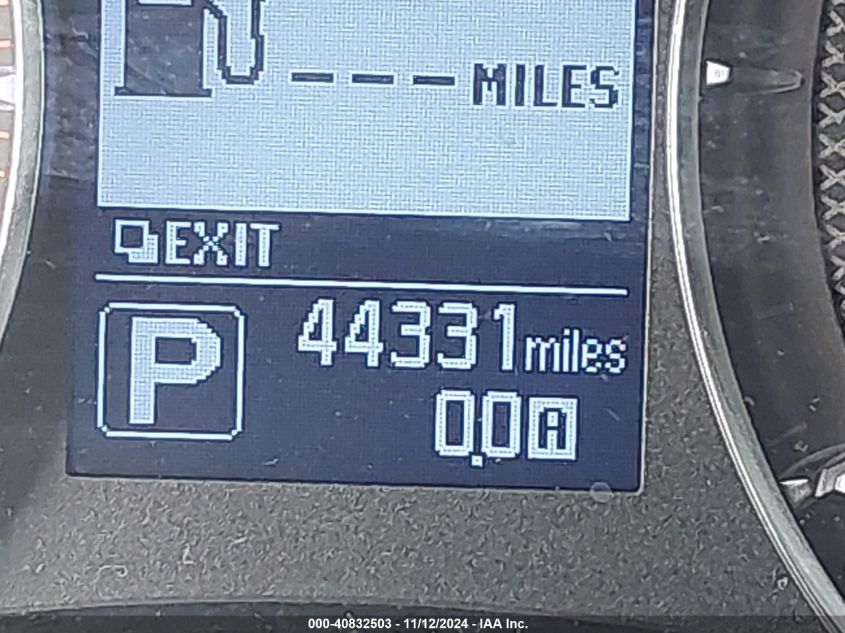 --- MILES
EXIT
P
44331 miles
0.0 A
000-40832503 - 11/12/2024 - IAA Inc.